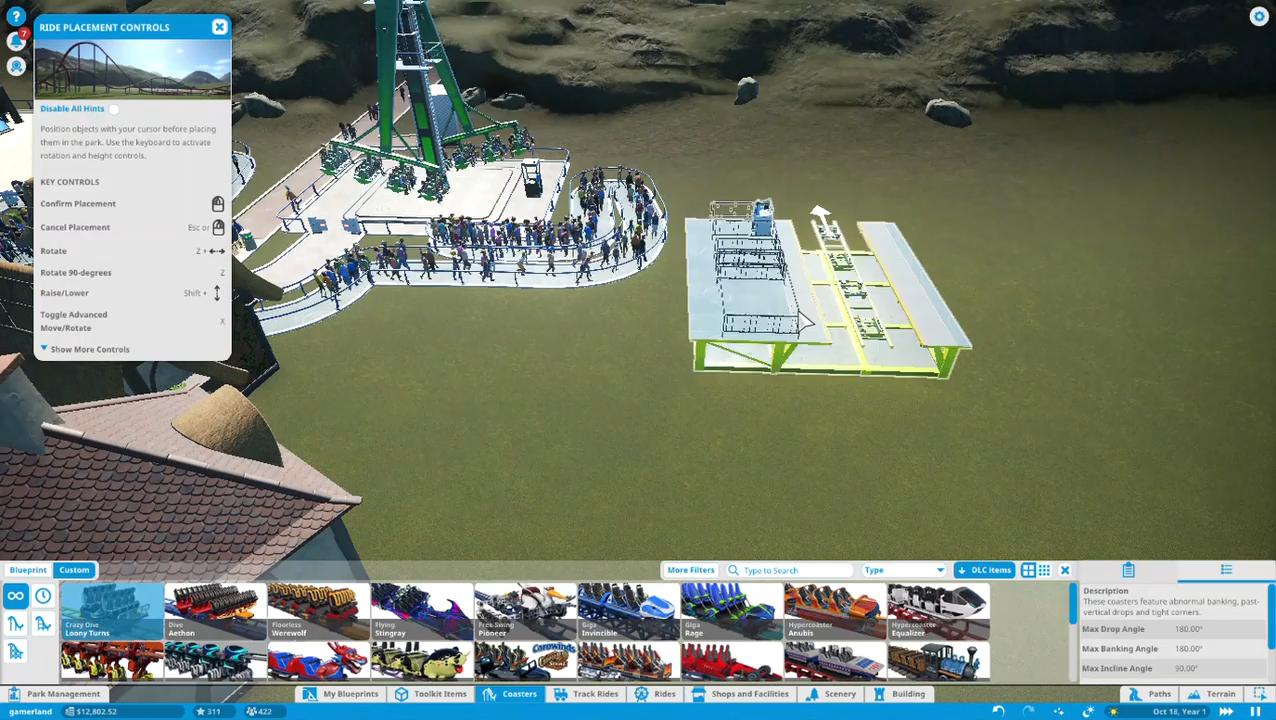 ?
7
RIDE PLACEMENT CONTROLS
Disable All Hints
Position objects with your cursor before placing
them in the park. Use the keyboard to activate
rotation and height controls.
KEY CONTROLS
Confirm Placement
Cancel Placement Esc or
Rotate Z +
Rotate 90-degrees Z
Raise/Lower Shift +
Toggle Advanced
Move/Rotate X
Show More Controls
Blueprint Custom More Filters Type to Search Type DLC items
Crazy One
Loony Turns
Dive
Aethon
Floorless
Werewolf
Flying
Stingray
Free Swing
Pioneer
Giga
Invincible
Giga
Rage
Hypercoaster
Anubis
Hypercoaster
Equalizer
Carowinds
Description
These coasters feature abnormal banking, past-
vertical drops and tight corners.
Max Drop Angle 180.00°
Max Banking Angle 180.00°
Max Incline Angle 90.00°
Park Management My Blueprints Toolkit Items Coasters Track Rides Rides Shops and Facilities Scenery Building Paths Terrain
gamerland $12,802.52 311 422 Oct 18, Year 1